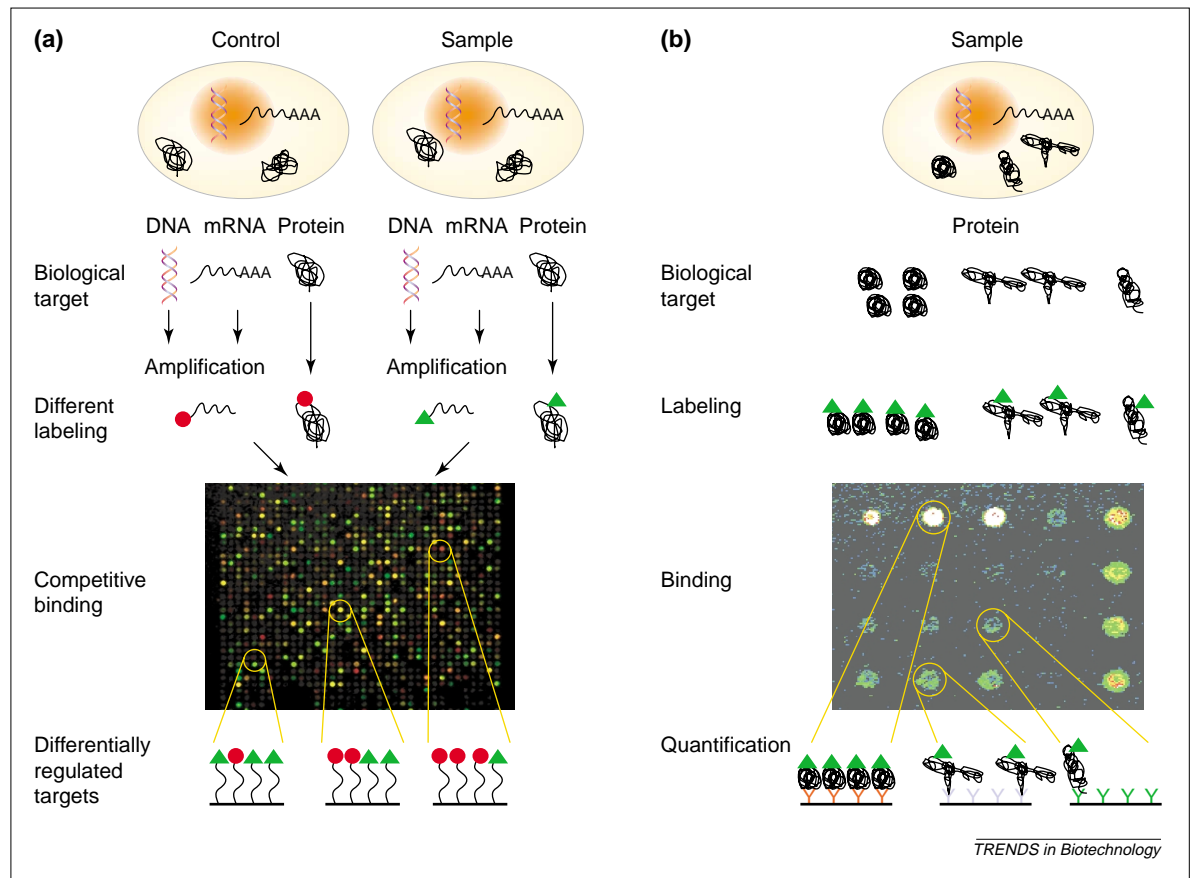 (a)
Control
Sample
AAA
AAA
DNA mRNA Protein
DNA mRNA Protein
Biological
target
AAA
AAA
Amplification
Amplification
Different
labeling
Competitive
binding
Differentially
regulated
targets
(b)
Sample
AAA
Protein
Biological
target
Labeling
Binding
Quantification
TRENDS in Biotechnology